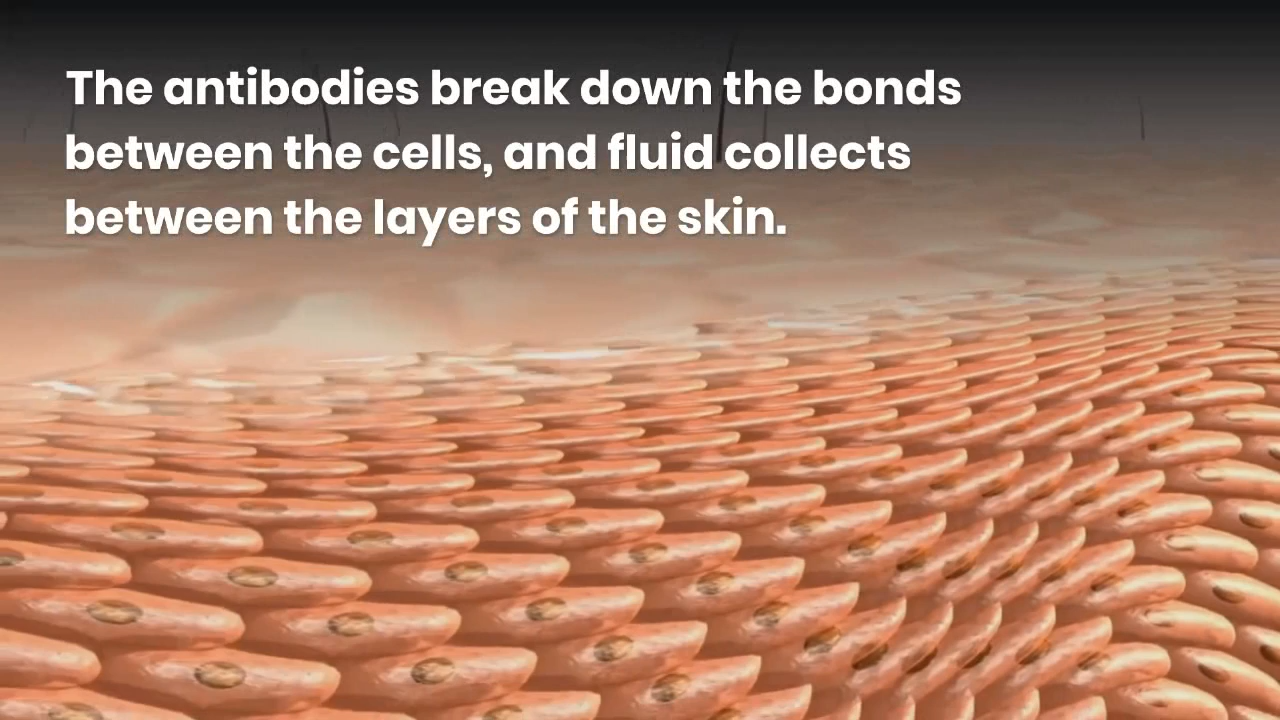 The antibodies break down the bonds
between the cells, and fluid collects
between the layers of the skin.